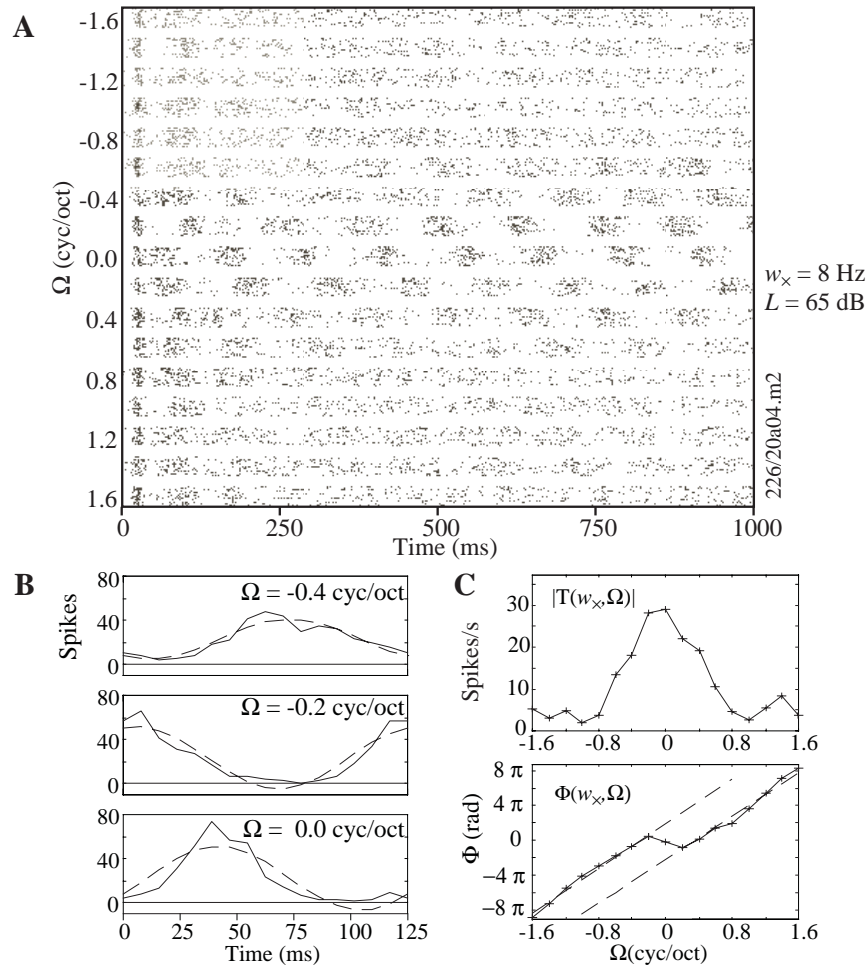 A
-1.6
-1.2
-0.8
-0.4
0.0
0.4
0.8
1.2
1.6
Ω (cyc/oct)
0 250 500 750 1000
Time (ms)
w× = 8 Hz
L = 65 dB
226/20a04.m2
B
Spikes
80
40
0
Ω = -0.4 cyc/oct
80
40
0
Ω = -0.2 cyc/oct
80
40
0
Ω = 0.0 cyc/oct
0 25 50 75 100 125
Time (ms)
C
Spikes/s
30
20
10
0
|T(w×,Ω)|
-1.6 -0.8 0 0.8 1.6
Φ (rad)
8 π
4 π
0
−4 π
−8 π
Φ(w×,Ω)
-1.6 -0.8 0 0.8 1.6
Ω(cyc/oct)